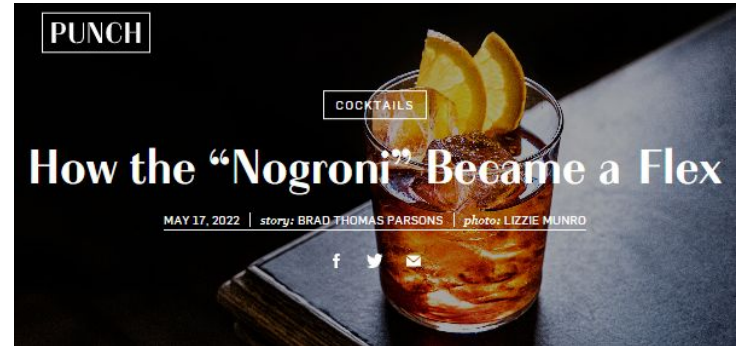 PUNCH
COCKTAILS
How the “Nogroni” Became a Flex
MAY 17, 2022 | story: BRAD THOMAS PARSONS | photo: LIZZIE MUNRO